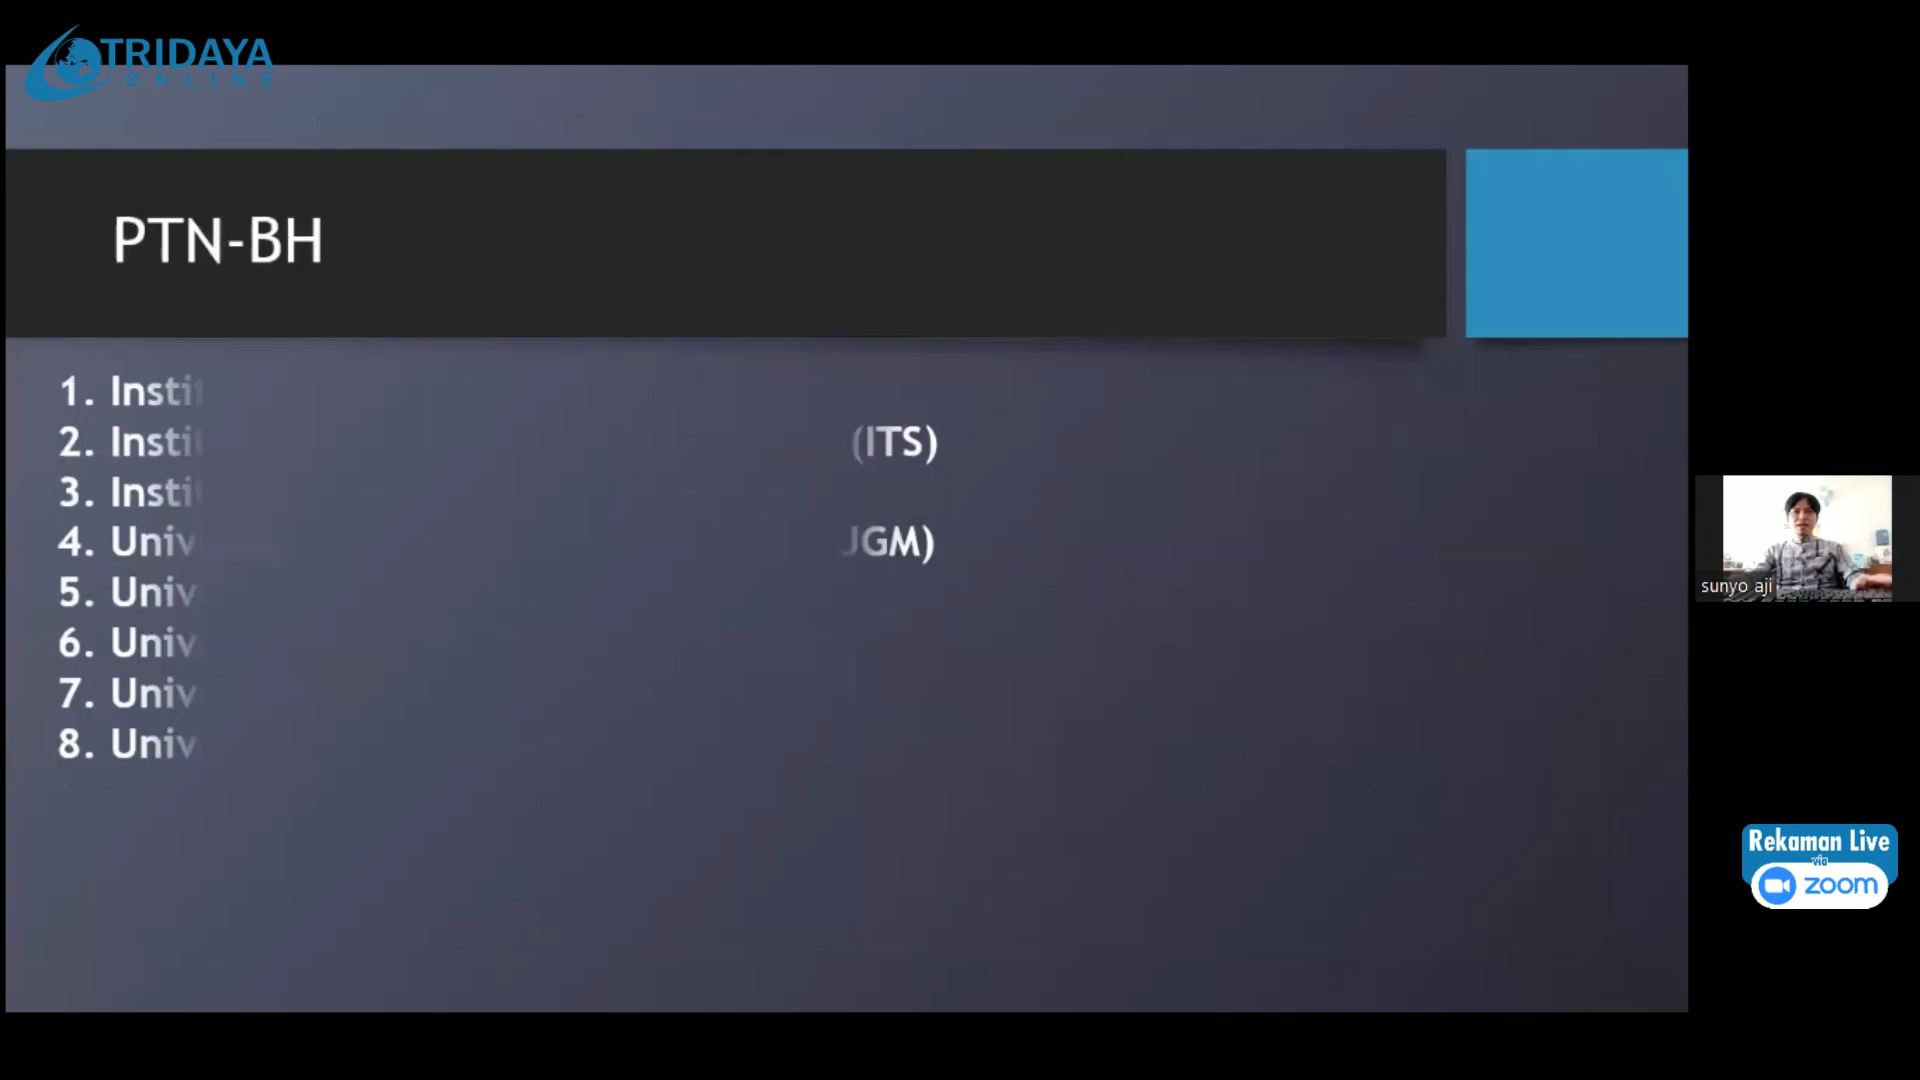 TRIDAYA
ONLINE
PTN-BH
1. Insti
2. Insti (ITS)
3. Insti
4. Univ JGM)
5. Univ
6. Univ
7. Univ
8. Univ
sunyo aji
Rekaman Live
via
zoom